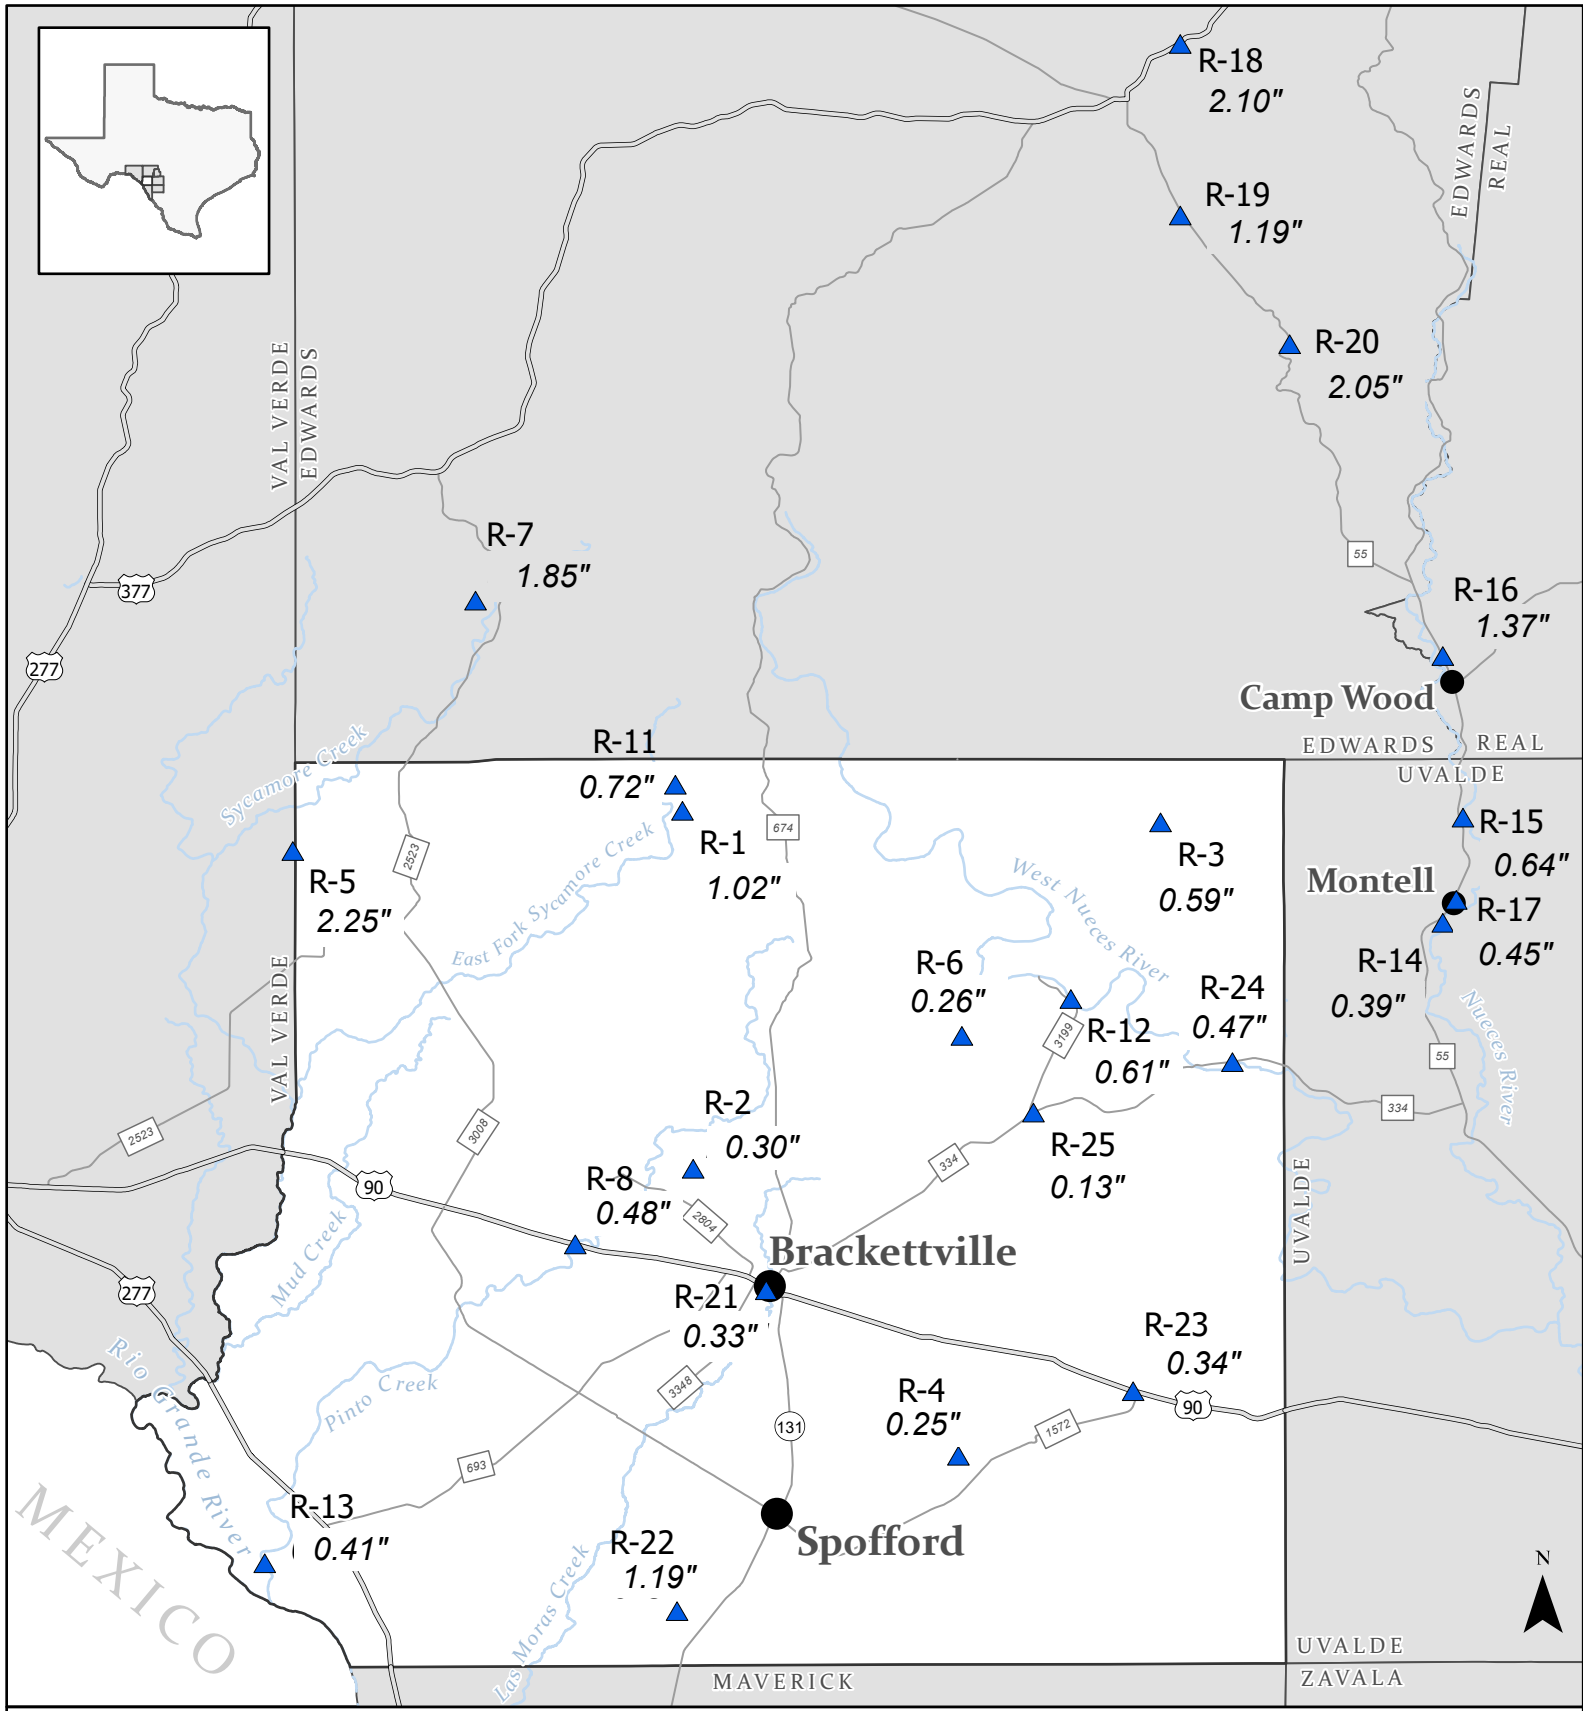 R-18
2.10"
EDWARDS
REAL
R-19
1.19"
R-20
2.05"
VAL VERDE
EDWARDS
R-7
1.85"
55
377
R-16
1.37"
277
Camp Wood
EDWARDS
REAL
UVALDE
Sycamore Creek
R-11
0.72"
R-1
1.02"
674
2523
East Fork Sycamore Creek
R-5
2.25"
West Nueces River
R-3
0.59"
R-15
0.64"
Montell
R-17
0.45"
R-14
0.39"
VAL VERDE
R-6
0.26"
R-24
0.47"
R-12
0.61"
3199
Nueces River
55
334
2523
3008
R-2
0.30"
R-25
0.13"
334
90
R-8
0.48"
2804
UVALDE
Mud Creek
Brackettville
277
R-21
0.33"
R-23
0.34"
90
Rio Grande River
Pinto Creek
3348
R-4
0.25"
131
1572
693
MEXICO
R-13
0.41"
Spofford
R-22
1.19"
Las Moras Creek
N
UVALDE
ZAVALA
MAVERICK